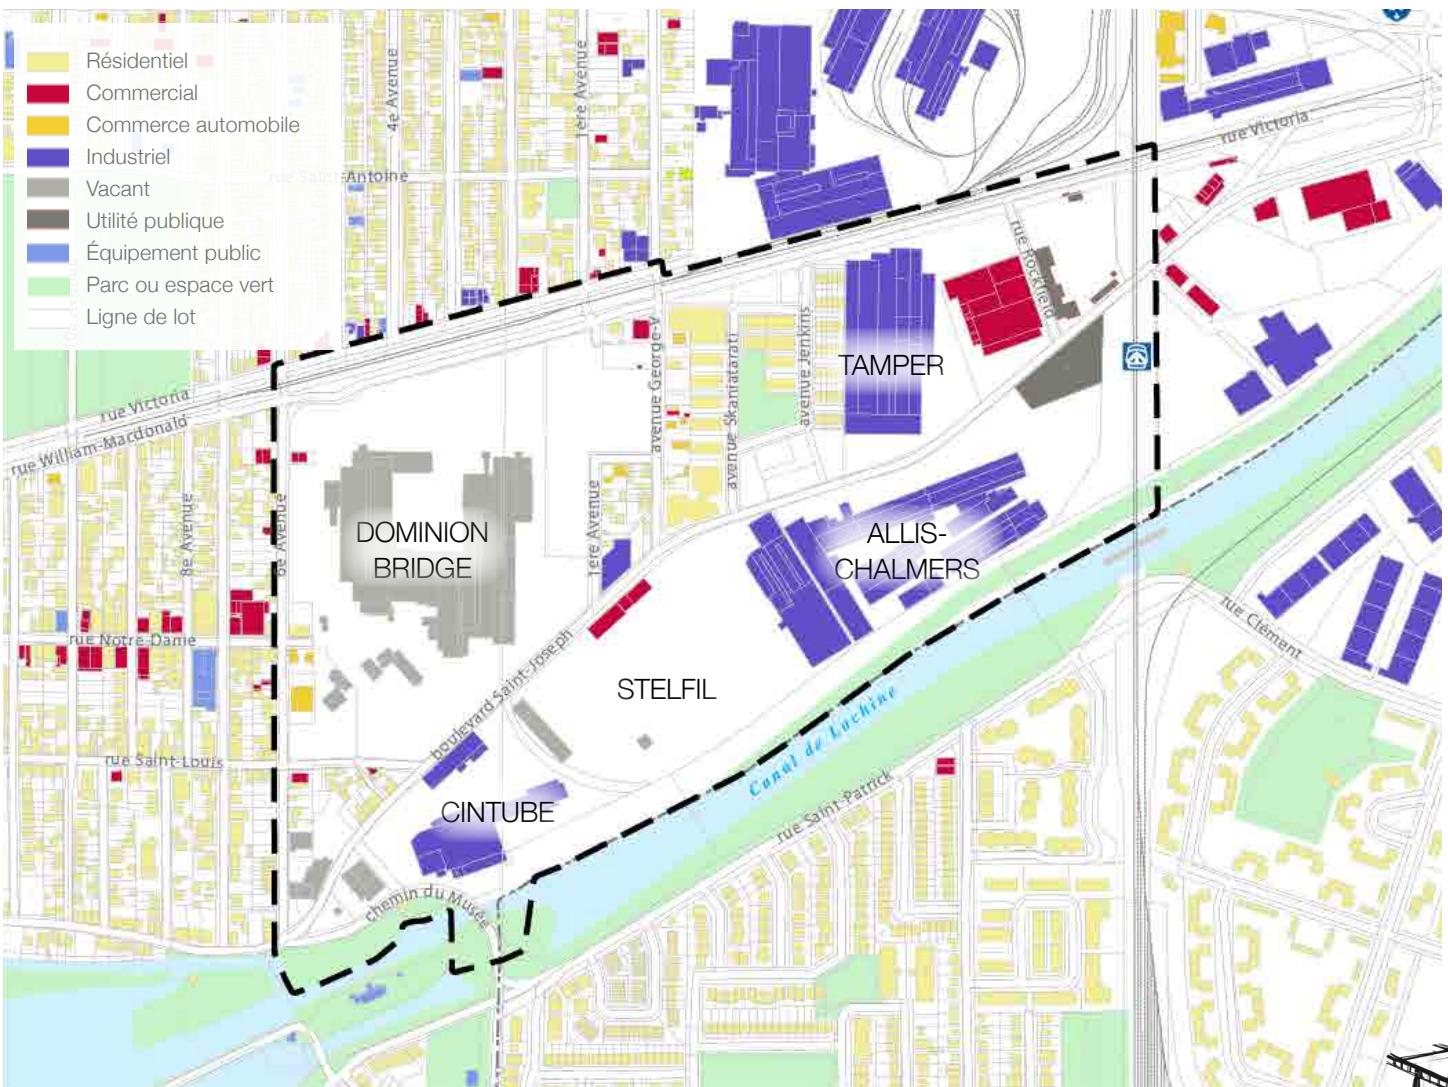 Résidentiel
Commercial
Commerce automobile
Industriel
Vacant
Utilité publique
Équipement public
Parc ou espace vert
Ligne de lot
4e Avenue
1ère Avenue
rue Saint-Antoine
rue Victoria
rue Rockfield
rue Victoria
rue William-Macdonald
avenue George-V
avenue Skaniatarati
avenue Jenkins
TAMPER
8e Avenue
6e Avenue
DOMINION
BRIDGE
1ère Avenue
ALLIS-
CHALMERS
rue Clément
rue Notre-Dame
boulevard Saint-Joseph
STELFIL
Canal de Lachine
rue Saint-Louis
CINTUBE
rue Saint-Patrick
chemin du Musée